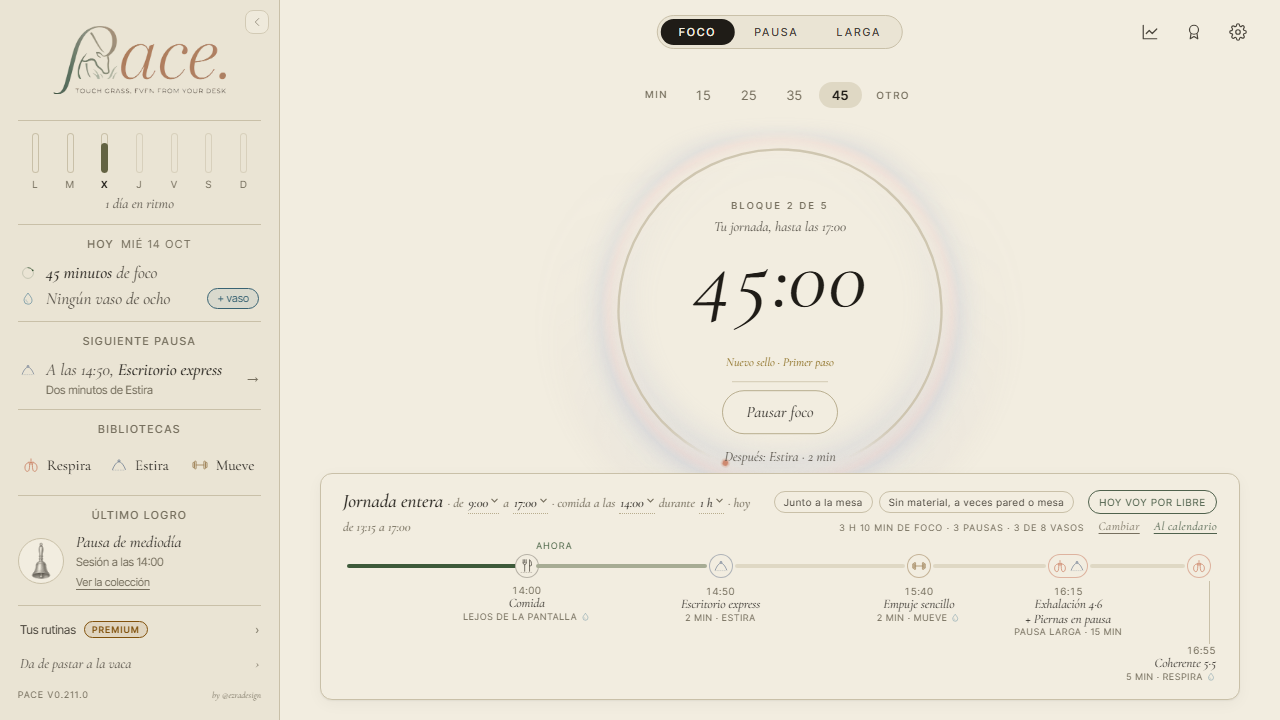 Pace.
TOUCH GRASS. EVEN FROM YOUR DESK
L M X J V S D
1 día en ritmo
HOY MIÉ 14 OCT
45 minutos de foco
Ningún vaso de ocho
+ vaso
SIGUIENTE PAUSA
A las 14:50, Escritorio express
→
Dos minutos de Estira
BIBLIOTECAS
Respira Estira Mueve
ÚLTIMO LOGRO
Pausa de mediodía
Sesión a las 14:00
Ver la colección
Tus rutinas PREMIUM ›
Da de pastar a la vaca ›
PACE V0.211.0 by @ezradesign
FOCO PAUSA LARGA
MIN 15 25 35 45 OTRO
BLOQUE 2 DE 5
Tu jornada, hasta las 17:00
45:00
Nuevo sello · Primer paso
Pausar foco
Después: Estira · 2 min
Jornada entera · de 9:00 a 17:00 · comida a las 14:00 durante 1 h · hoy
de 13:15 a 17:00
Junto a la mesa
Sin material, a veces pared o mesa
HOY VOY POR LIBRE
3 H 10 MIN DE FOCO · 3 PAUSAS · 3 DE 8 VASOS
Cambiar
Al calendario
AHORA
14:00
Comida
LEJOS DE LA PANTALLA
14:50
Escritorio express
2 MIN · ESTIRA
15:40
Empuje sencillo
2 MIN · MUEVE
16:15
Exhalación 4·6
+ Piernas en pausa
PAUSA LARGA · 15 MIN
16:55
Coherente 5·5
5 MIN · RESPIRA